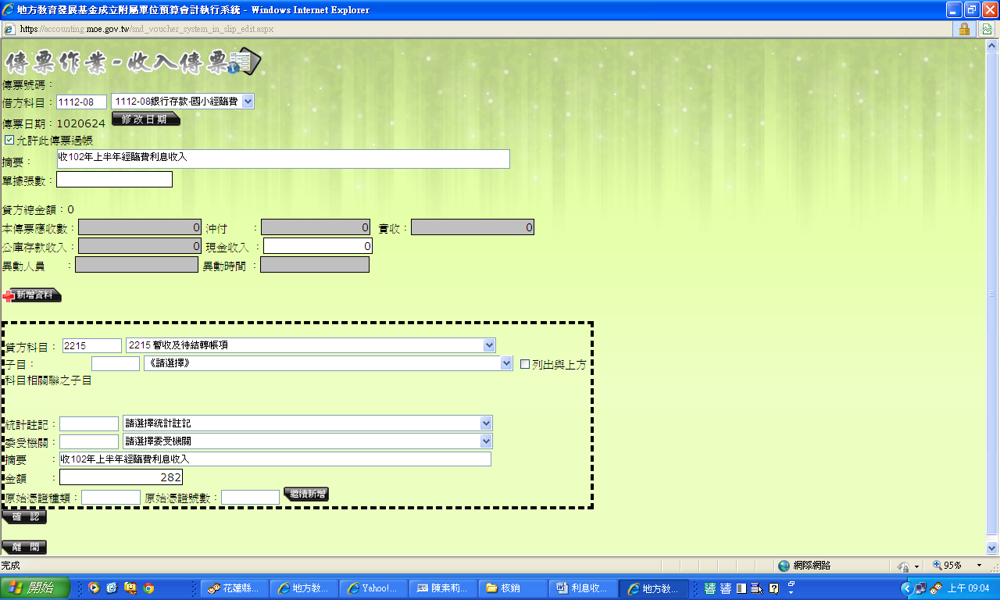 地方教育發展基金成立附屬單位預算會計執行系統 - Windows Internet Explorer
https://accounting.moe.gov.tw/snd_voucher_system_in_slip_edit.aspx
傳票作業-收入傳票
傳票號碼：
借方科目：1112-08 1112-08銀行存款-國小經臨費
傳票日期：1020624 修改日期
允許此傳票過帳
摘要： 收102年上半年經臨費利息收入
單據張數：
貸方總金額：0
本傳票應收數：0 沖付：0 實收：0
公庫存款收入：0 現金收入：0
異動人員： 異動時間：
新增資料
貸方科目：2215 2215 暫收及待結轉帳項
子目： 《請選擇》 列出與上方
科目相關聯之子目
統計註記： 請選擇統計註記
委受機關： 請選擇委受機關
摘要：收102年上半年經臨費利息收入
金額：282
原始憑證種類： 原始憑證號數： 繼續新增
確 認
離 開
完成 網際網路 95%
開始 花蓮縣... 地方教... Yahoo!... 陳素莉... 核銷 利息收... 地方教... 上午 09:04